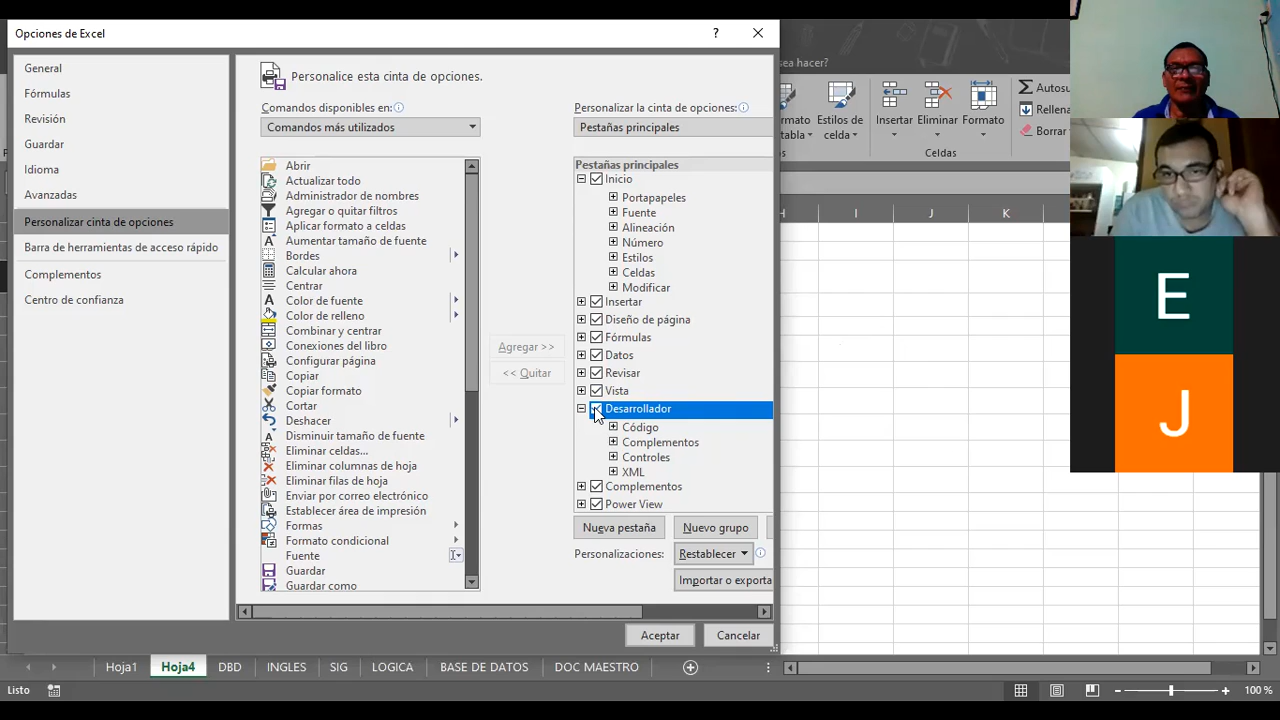 Opciones de Excel
?
General
Fórmulas
Revisión
Guardar
Idioma
Avanzadas
Personalizar cinta de opciones
Barra de herramientas de acceso rápido
Complementos
Centro de confianza
Personalice esta cinta de opciones.
Comandos disponibles en:
Comandos más utilizados
Abrir
Actualizar todo
Administrador de nombres
Agregar o quitar filtros
Aplicar formato a celdas
Aumentar tamaño de fuente
Bordes
Calcular ahora
Centrar
Color de fuente
Color de relleno
Combinar y centrar
Conexiones del libro
Configurar página
Copiar
Copiar formato
Cortar
Deshacer
Disminuir tamaño de fuente
Eliminar celdas...
Eliminar columnas de hoja
Eliminar filas de hoja
Enviar por correo electrónico
Establecer área de impresión
Formas
Formato condicional
Fuente
Guardar
Guardar como
Agregar >>
<< Quitar
Personalizar la cinta de opciones:
Pestañas principales
Pestañas principales
Inicio
Portapapeles
Fuente
Alineación
Número
Estilos
Celdas
Modificar
Insertar
Diseño de página
Fórmulas
Datos
Revisar
Vista
Desarrollador
Código
Complementos
Controles
XML
Complementos
Power View
Nueva pestaña
Nuevo grupo
Personalizaciones:
Restablecer
Importar o exporta
Aceptar
Cancelar
sea hacer?
ormato
tabla
Estilos de
celda
Insertar
Eliminar
Formato
Celdas
Autosu
Rellena
Borrar
H I J K
E
J
Hoja1 Hoja4 DBD INGLES SIG LOGICA BASE DE DATOS DOC MAESTRO
Listo
100 %